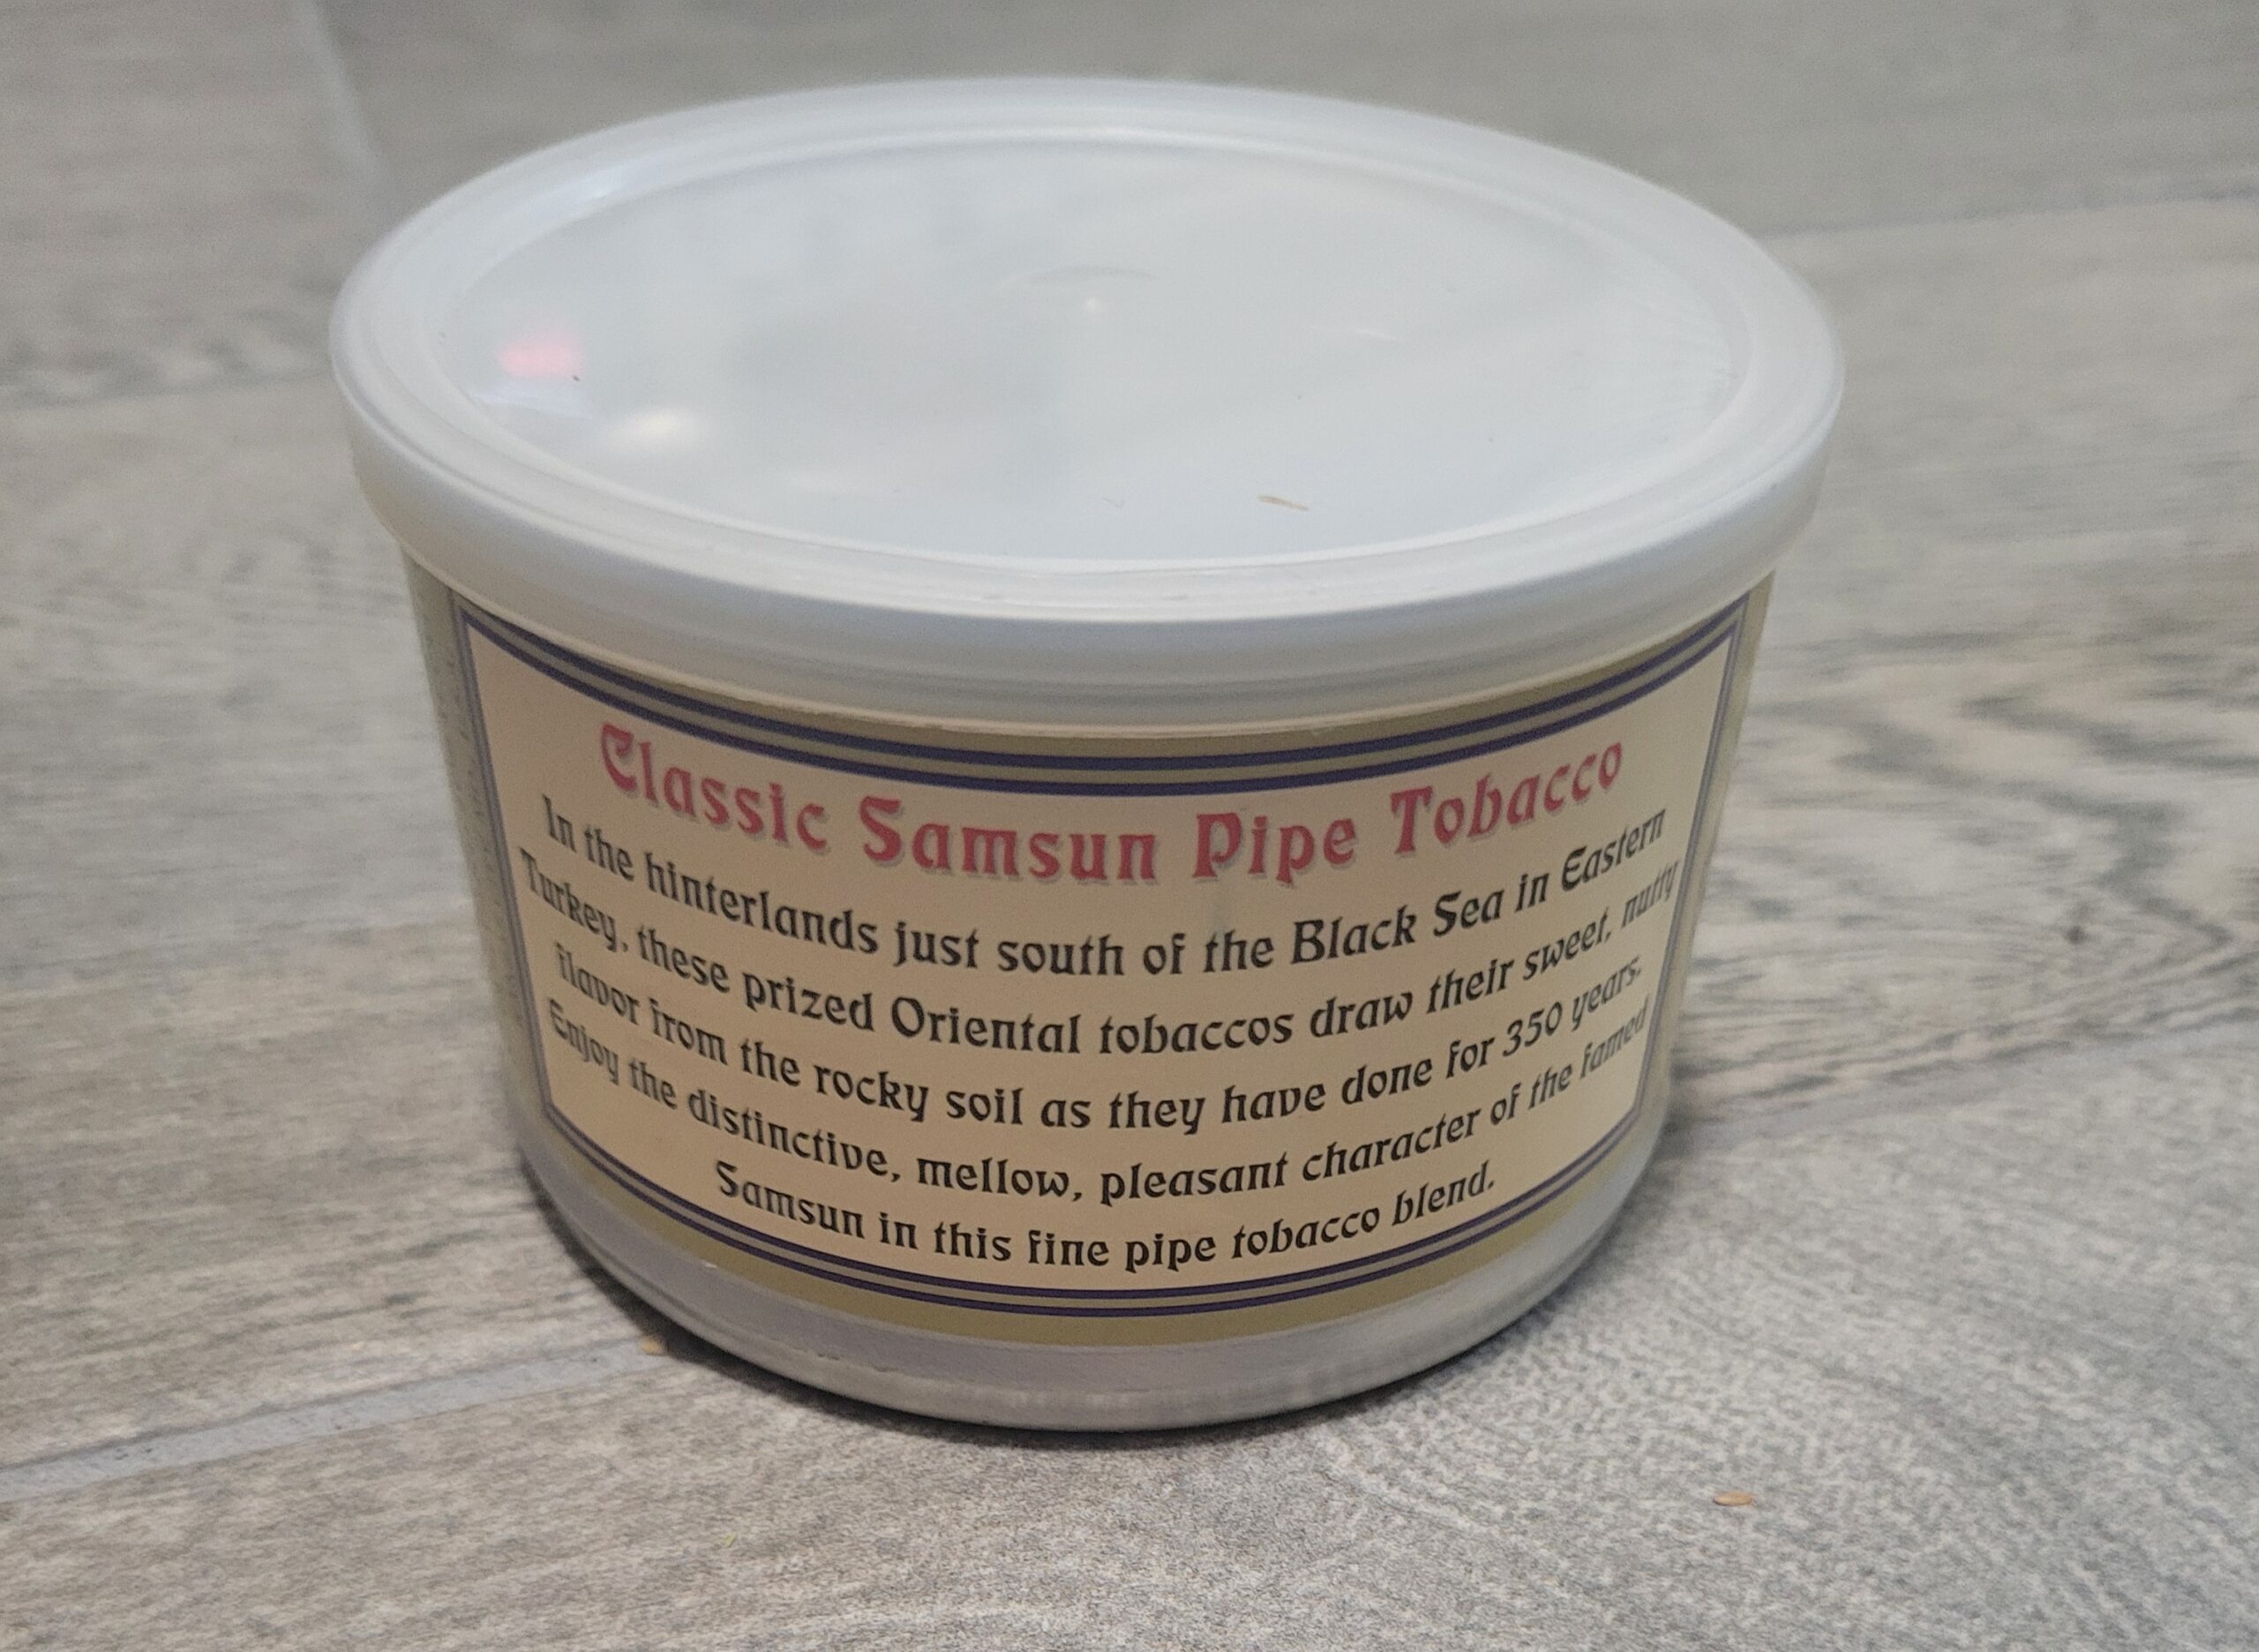 Classic Samsun Pipe Tobacco
In the hinterlands just south of the Black Sea in Eastern
Turkey, these prized Oriental tobaccos draw their sweet, nutty
flavor from the rocky soil as they have done for 350 years.
Enjoy the distinctive, mellow, pleasant character of the famed
Samsun in this fine pipe tobacco blend.